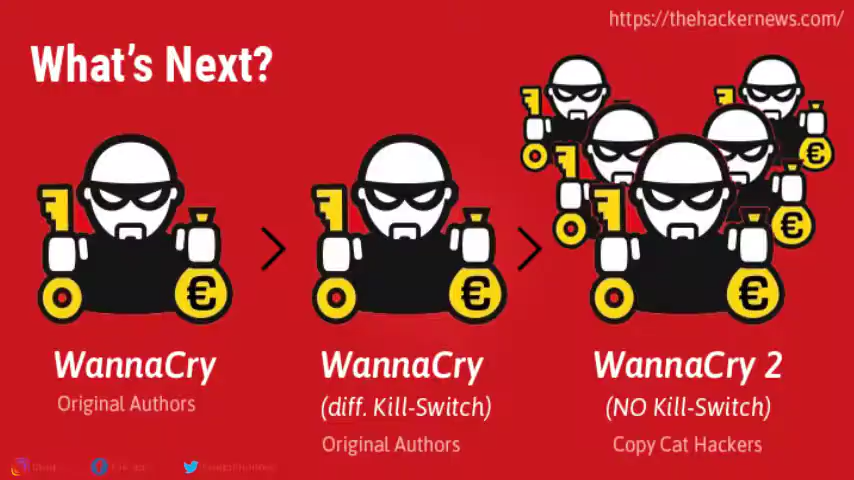 https://thehackernews.com/
What's Next?
WannaCry
Original Authors
WannaCry
(diff. Kill-Switch)
Original Authors
WannaCry 2
(NO Kill-Switch)
Copy Cat Hackers